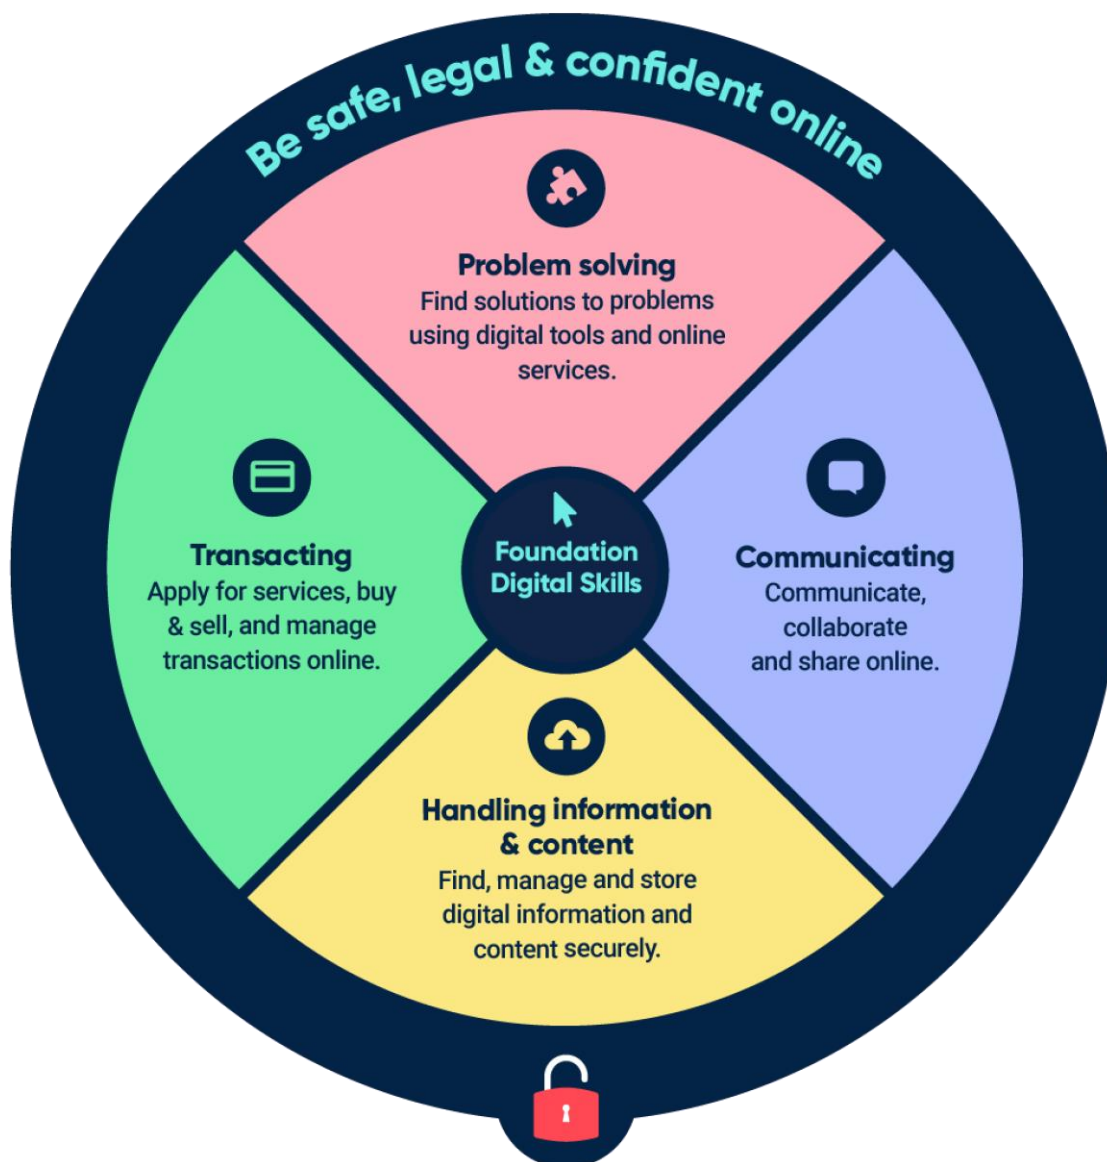 Be safe, legal & confident online
Problem solving
Find solutions to problems
using digital tools and online
services.
Transacting
Apply for services, buy
& sell, and manage
transactions online.
Foundation
Digital Skills
Communicating
Communicate,
collaborate
and share online.
Handling information
& content
Find, manage and store
digital information and
content securely.